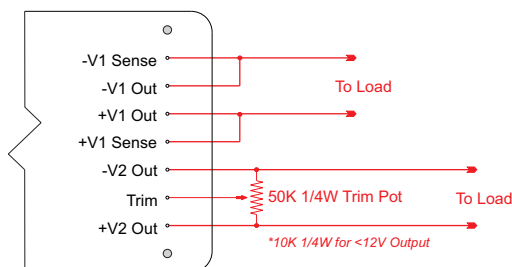 -V1 Sense
-V1 Out
To Load
+V1 Out
+V1 Sense
-V2 Out
Trim
50K 1/4W Trim Pot
To Load
+V2 Out
*10K 1/4W for <12V Output